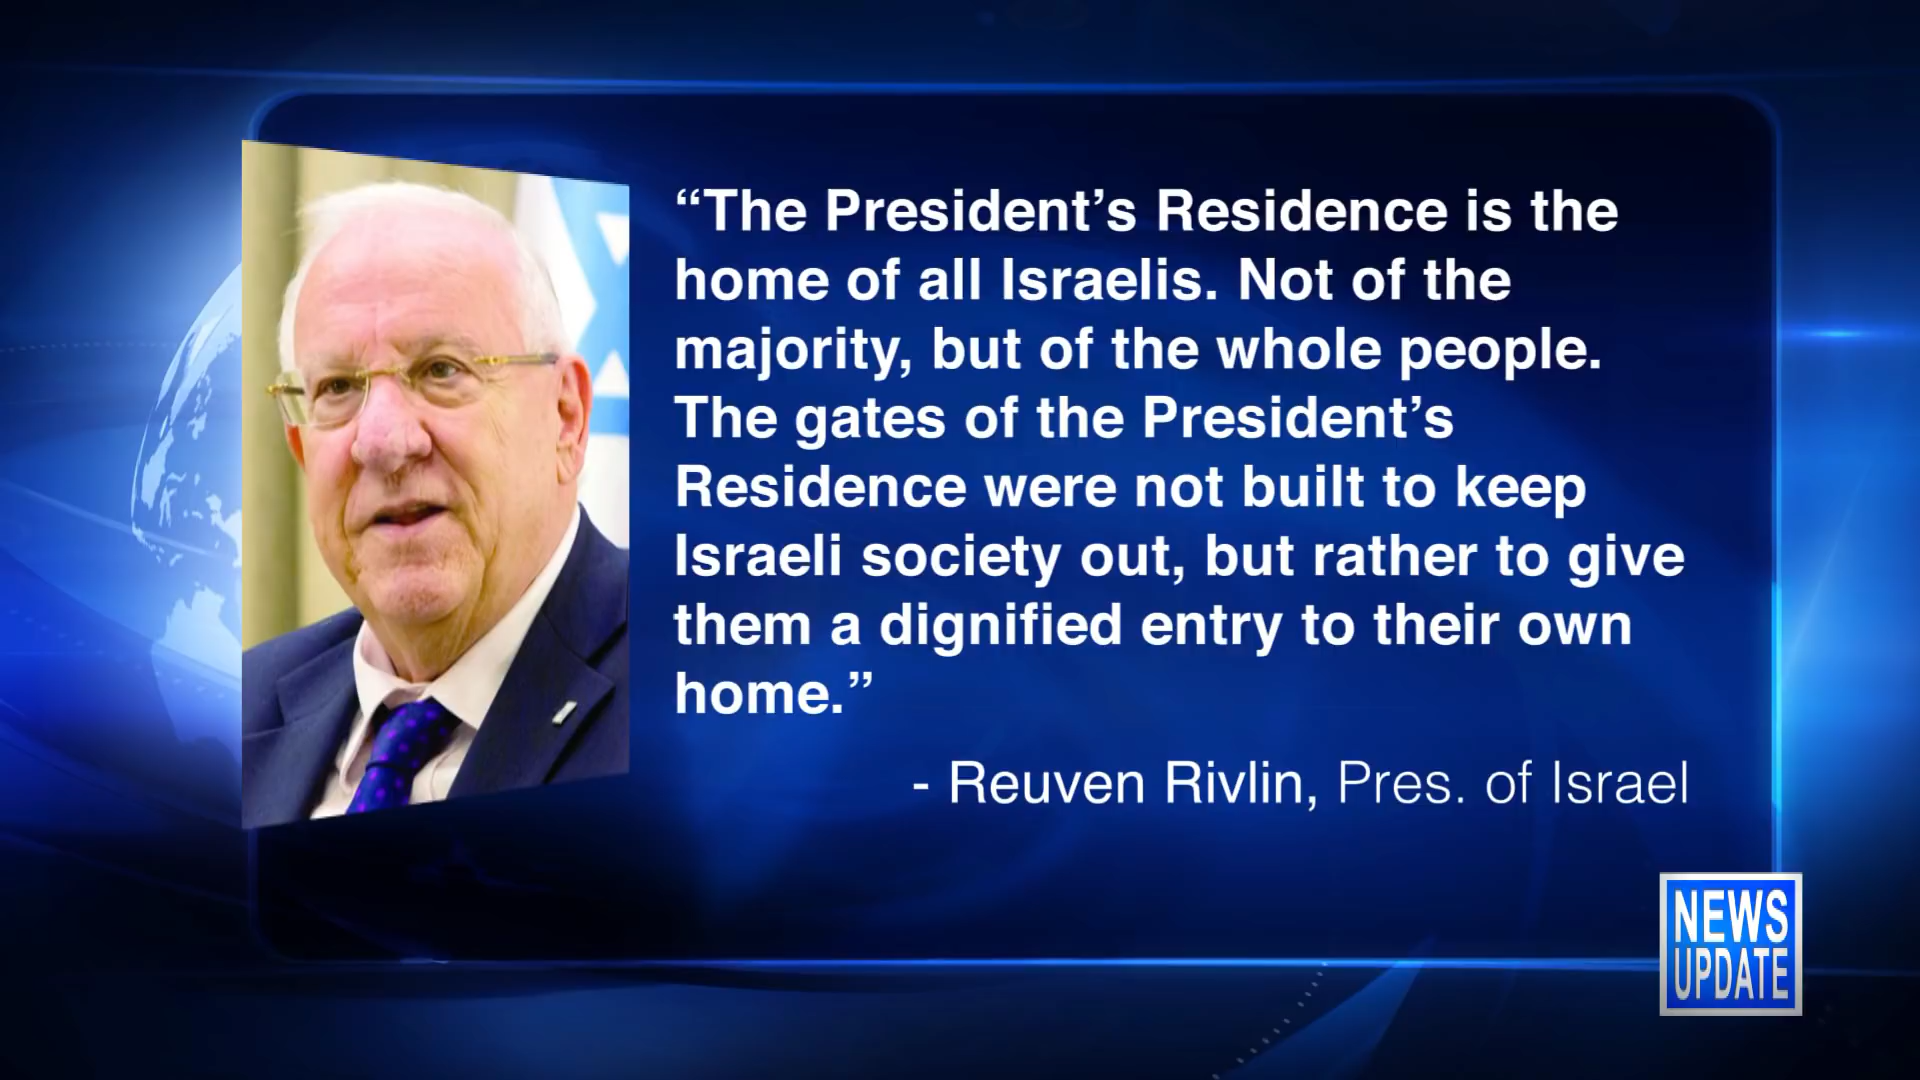 “The President’s Residence is the
home of all Israelis. Not of the
majority, but of the whole people.
The gates of the President’s
Residence were not built to keep
Israeli society out, but rather to give
them a dignified entry to their own
home.”
- Reuven Rivlin, Pres. of Israel
NEWS
UPDATE